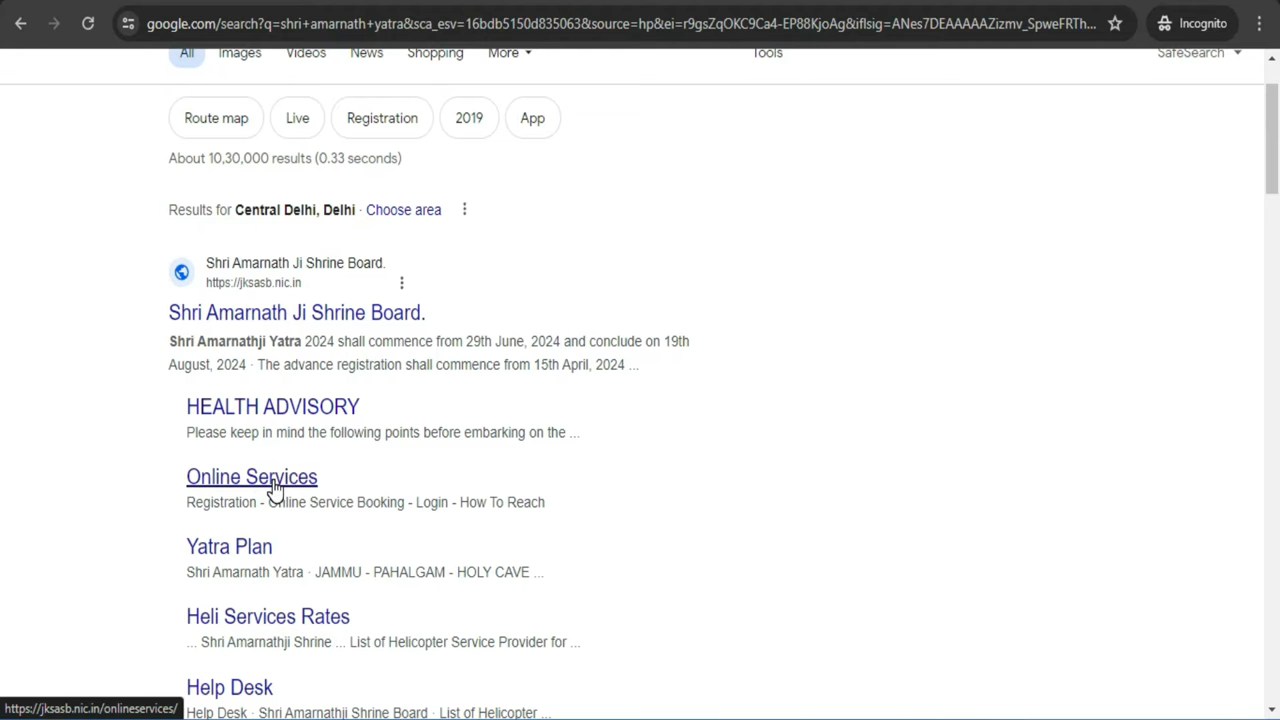 google.com/search?q=shri+amarnath+yatra&sca_esv=16bdb5150d835063&source=hp&ei=r9gsZqOKC9Ca4-EP88KjoAg&iflsig=ANes7DEAAAAAZizmv_SpweFRTh...
Incognito
All Images Videos News Shopping More Tools SafeSearch
Route map Live Registration 2019 App
About 10,30,000 results (0.33 seconds)
Results for Central Delhi, Delhi · Choose area
Shri Amarnath Ji Shrine Board.
https://jksasb.nic.in
Shri Amarnath Ji Shrine Board.
Shri Amarnathji Yatra 2024 shall commence from 29th June, 2024 and conclude on 19th
August, 2024 · The advance registration shall commence from 15th April, 2024 ...
HEALTH ADVISORY
Please keep in mind the following points before embarking on the ...
Online Services
Registration - Online Service Booking - Login - How To Reach
Yatra Plan
Shri Amarnath Yatra · JAMMU - PAHALGAM - HOLY CAVE ...
Heli Services Rates
... Shri Amarnathji Shrine ... List of Helicopter Service Provider for ...
Help Desk
Help Desk · Shri Amarnathji Shrine Board · List of Helicopter ...
https://jksasb.nic.in/onlineservices/